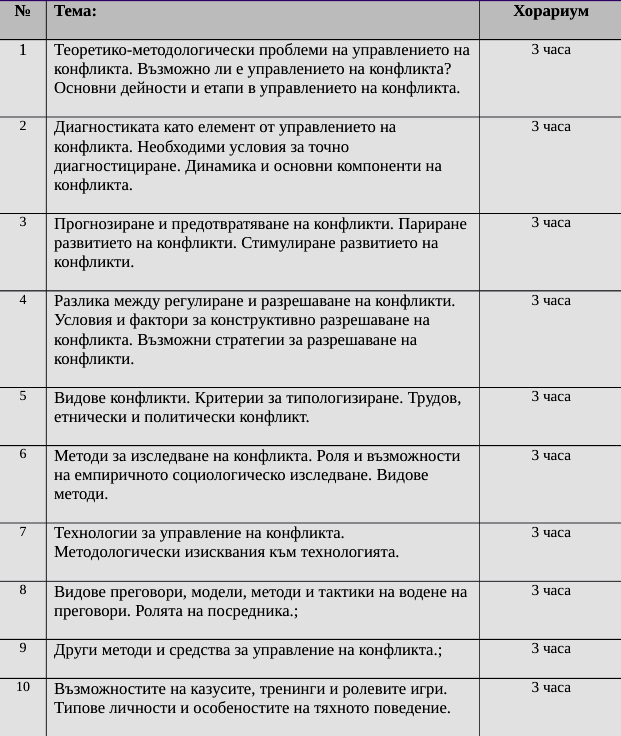 № Тема: Хорариум
1 Теоретико-методологически проблеми на управлението на 3 часа
конфликта. Възможно ли е управлението на конфликта?
Основни дейности и етапи в управлението на конфликта.
2 Диагностиката като елемент от управлението на 3 часа
конфликта. Необходими условия за точно
диагностициране. Динамика и основни компоненти на
конфликта.
3 Прогнозиране и предотвратяване на конфликти. Париране 3 часа
развитието на конфликти. Стимулиране развитието на
конфликти.
4 Разлика между регулиране и разрешаване на конфликти. 3 часа
Условия и фактори за конструктивно разрешаване на
конфликта. Възможни стратегии за разрешаване на
конфликти.
5 Видове конфликти. Критерии за типологизиране. Трудов, 3 часа
етнически и политически конфликт.
6 Методи за изследване на конфликта. Роля и възможности 3 часа
на емпиричното социологическо изследване. Видове
методи.
7 Технологии за управление на конфликта. 3 часа
Методологически изисквания към технологията.
8 Видове преговори, модели, методи и тактики на водене на 3 часа
преговори. Ролята на посредника.;
9 Други методи и средства за управление на конфликта.; 3 часа
10 Възможностите на казусите, тренинги и ролевите игри. 3 часа
Типове личности и особеностите на тяхното поведение.